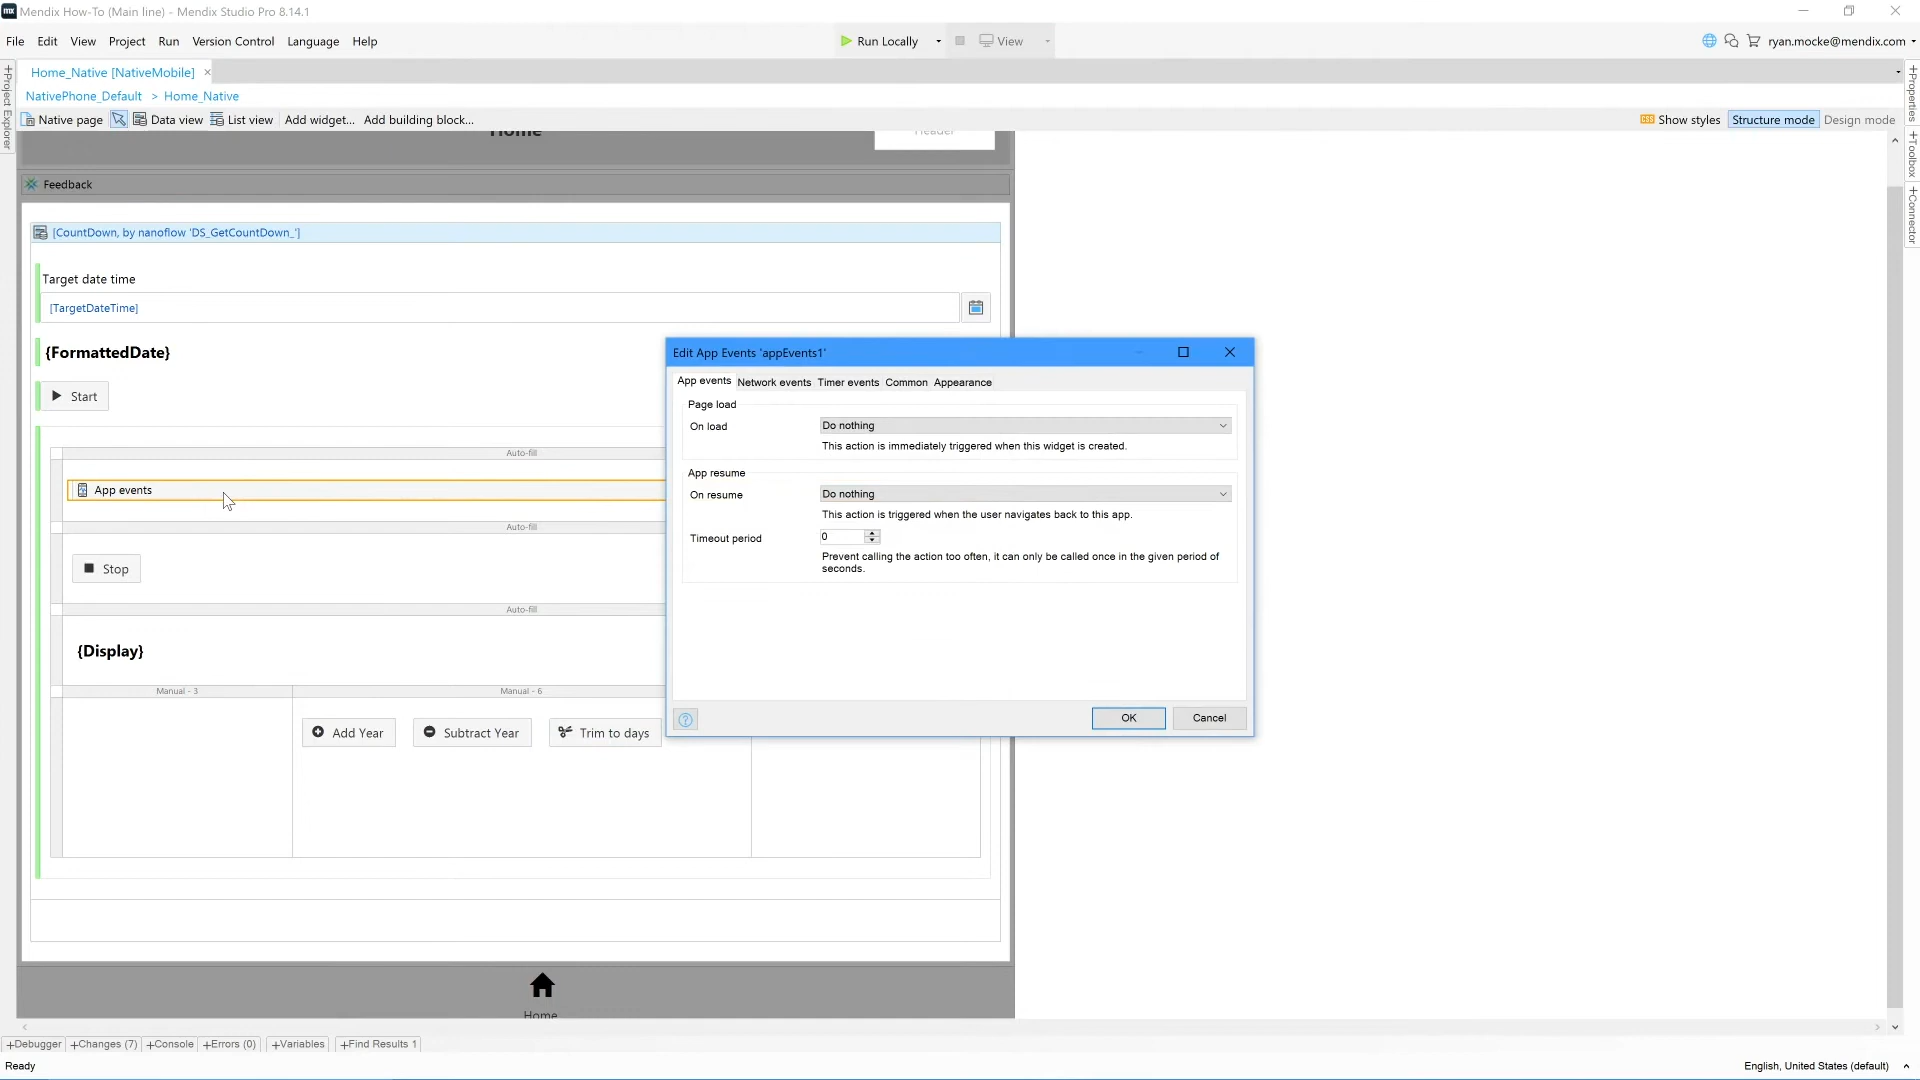 mx Mendix How-To (Main line) - Mendix Studio Pro 8.14.1
File Edit View Project Run Version Control Language Help
Run Locally View
ryan.mocke@mendix.com
Home_Native [NativeMobile] ×
NativePhone_Default > Home_Native
Native page Data view List view Add widget... Add building block...
Show styles Structure mode Design mode
+Project Explorer
+Properties
+Toolbox
+Connector
Home
Header
Feedback
[CountDown, by nanoflow 'DS_GetCountDown_']
Target date time
[TargetDateTime]
{FormattedDate}
Start
Auto-fill
App events
Auto-fill
Stop
Auto-fill
{Display}
Manual - 3 Manual - 6
Add Year Subtract Year Trim to days
Home
Edit App Events 'appEvents1'
App events Network events Timer events Common Appearance
Page load
On load Do nothing
This action is immediately triggered when this widget is created.
App resume
On resume Do nothing
This action is triggered when the user navigates back to this app.
Timeout period 0
Prevent calling the action too often, it can only be called once in the given period of
seconds.
OK Cancel
+Debugger +Changes (7) +Console +Errors (0) +Variables +Find Results 1
Ready
English, United States (default)